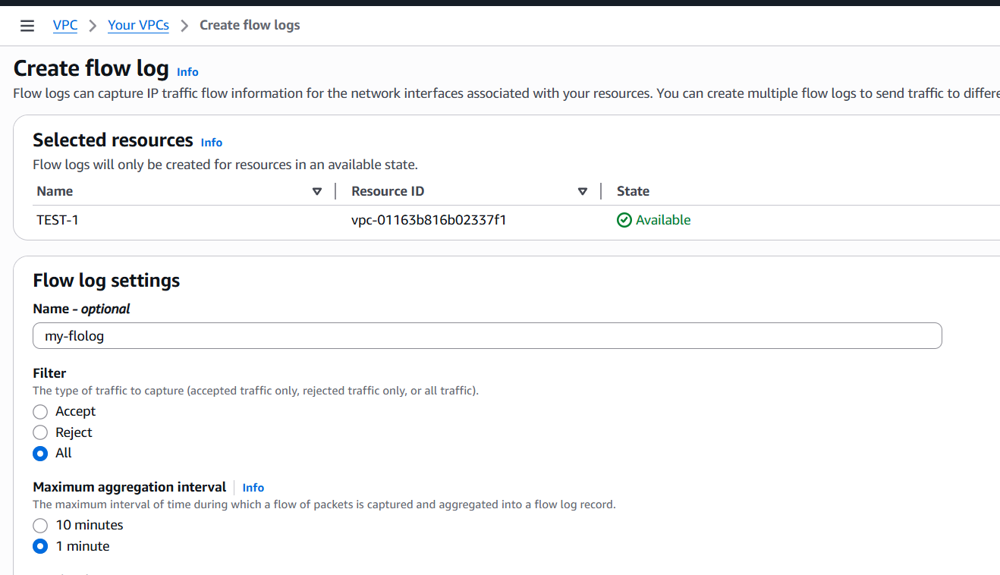 VPC > Your VPCs > Create flow logs
Create flow log Info
Flow logs can capture IP traffic flow information for the network interfaces associated with your resources. You can create multiple flow logs to send traffic to differe
Selected resources Info
Flow logs will only be created for resources in an available state.
Name Resource ID State
TEST-1 vpc-01163b816b02337f1 Available
Flow log settings
Name - optional
my-flolog
Filter
The type of traffic to capture (accepted traffic only, rejected traffic only, or all traffic).
Accept
Reject
All
Maximum aggregation interval Info
The maximum interval of time during which a flow of packets is captured and aggregated into a flow log record.
10 minutes
1 minute